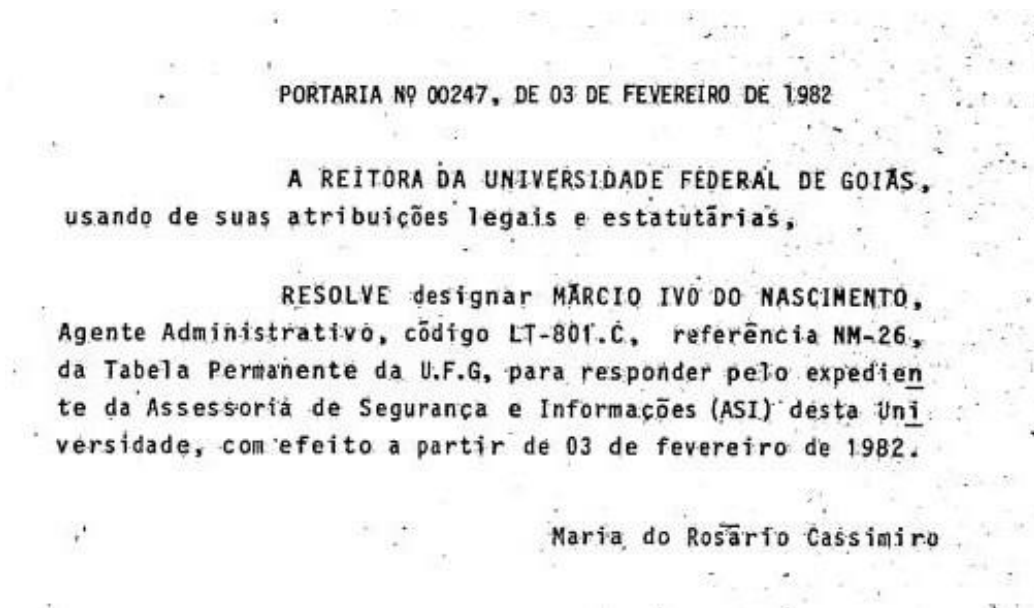 PORTARIA Nº 00247, DE 03 DE FEVEREIRO DE 1982
A REITORA DA UNIVERSIDADE FEDERAL DE GOIÁS,
usando de suas atribuições legais e estatutárias,
RESOLVE designar MÁRCIO IVO DO NASCIMENTO,
Agente Administrativo, código LT-801.C, referência NM-26,
da Tabela Permanente da U.F.G, para responder pelo expedien
te da Assessoria de Segurança e Informações (ASI) desta Uni
versidade, com efeito a partir de 03 de fevereiro de 1982.
Maria do Rosário Cassimiro